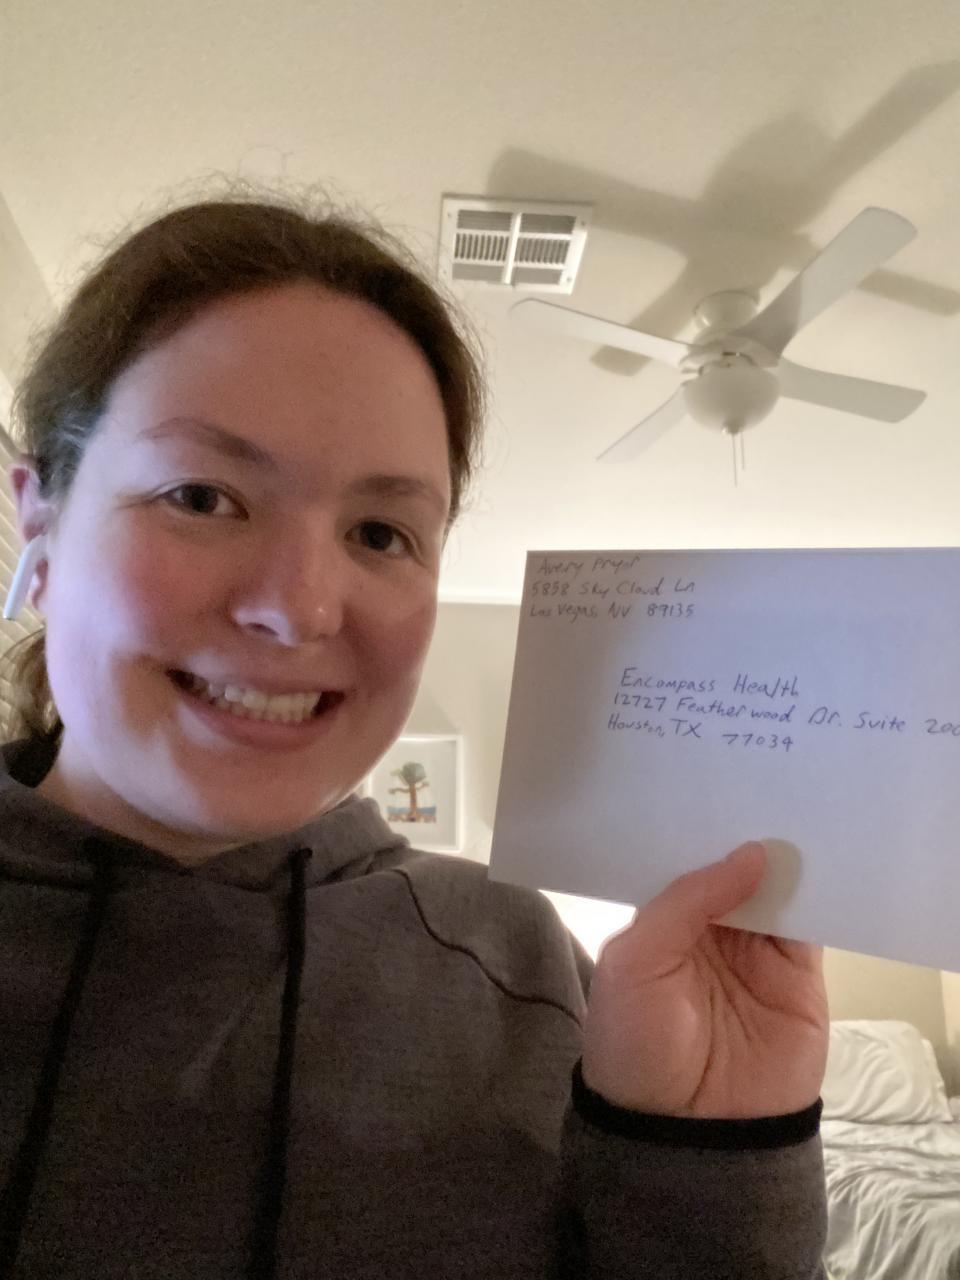 Avery Pryor
5858 Sky Cloud Ln
Las Vegas, NV 89135
Encompass Health
12727 Featherwood Dr. Suite 200
Houston, TX 77034